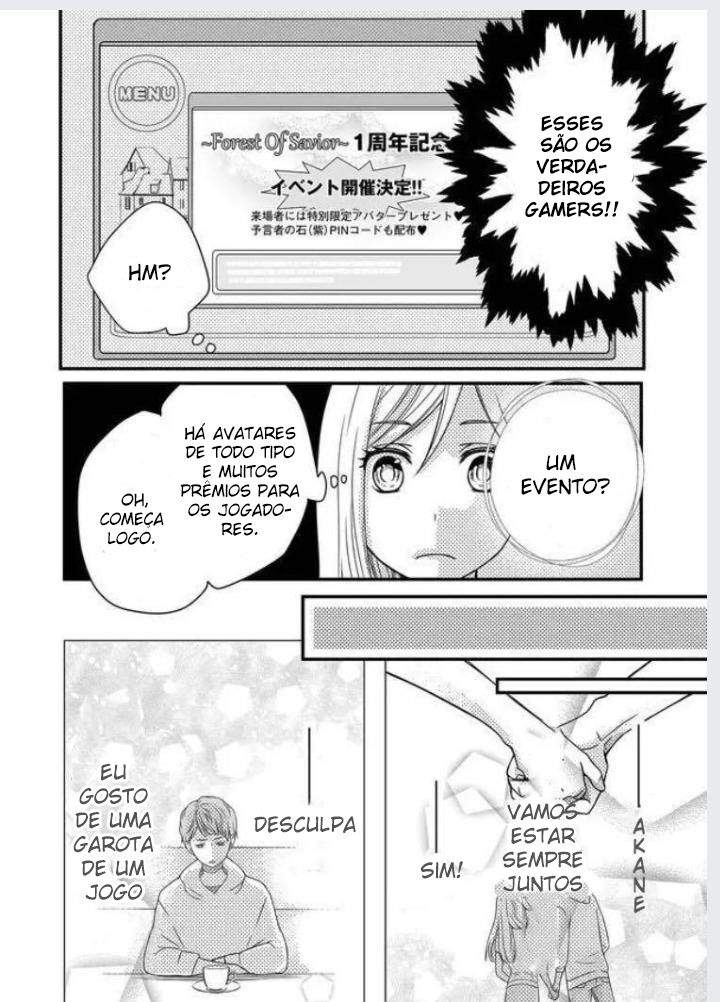 ESSES
SÃO OS
VERDA-
DEIROS
GAMERS!!
MENU
~Forest Of Savior~ 1周年記念
イベント開催決定!!
来場者には特別限定アバタープレゼント♥
予言者の石(紫)PINコードも配布♥
HM?
UM
EVENTO?
HÁ AVATARES
DE TODO TIPO
E MUITOS
PRÊMIOS PARA
OS JOGADO-
RES.
OH,
COMEÇA
LOGO.
AKANE
VAMOS
ESTAR
SEMPRE
JUNTOS
SIM!
DESCULPA
EU
GOSTO
DE UMA
GAROTA
DE UM
JOGO